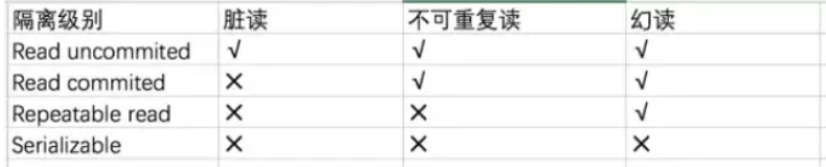 隔离级别 脏读 不可重复读 幻读
Read uncommited √ √ √
Read commited × √ √
Repeatable read × × √
Serializable × × ×